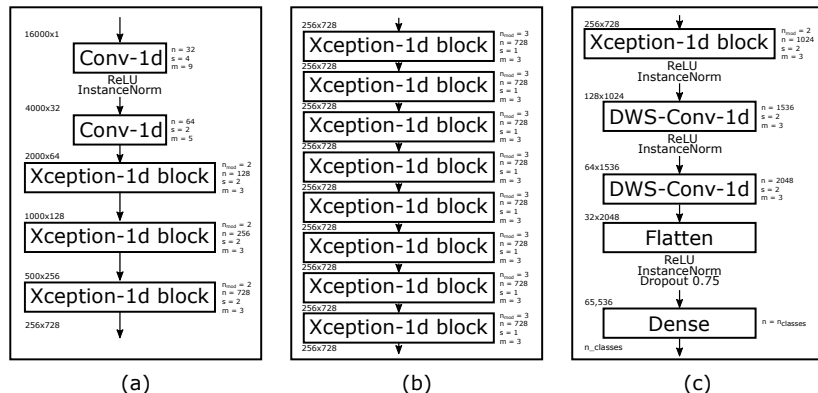 16000x1
Conv-1d
n = 32
s = 4
m = 9
ReLU
InstanceNorm
4000x32
Conv-1d
n = 64
s = 2
m = 5
2000x64
Xception-1d block
n_mod = 2
n = 128
s = 2
m = 3
1000x128
Xception-1d block
n_mod = 2
n = 256
s = 2
m = 3
500x256
Xception-1d block
n_mod = 2
n = 728
s = 2
m = 3
256x728
(a)
256x728
Xception-1d block
n_mod = 3
n = 728
s = 1
m = 3
256x728
Xception-1d block
n_mod = 3
n = 728
s = 1
m = 3
256x728
Xception-1d block
n_mod = 3
n = 728
s = 1
m = 3
256x728
Xception-1d block
n_mod = 3
n = 728
s = 1
m = 3
256x728
Xception-1d block
n_mod = 3
n = 728
s = 1
m = 3
256x728
Xception-1d block
n_mod = 3
n = 728
s = 1
m = 3
256x728
Xception-1d block
n_mod = 3
n = 728
s = 1
m = 3
256x728
Xception-1d block
n_mod = 3
n = 728
s = 1
m = 3
256x728
(b)
256x728
Xception-1d block
n_mod = 2
n = 1024
s = 2
m = 3
ReLU
InstanceNorm
128x1024
DWS-Conv-1d
n = 1536
s = 2
m = 3
ReLU
InstanceNorm
64x1536
DWS-Conv-1d
n = 2048
s = 2
m = 3
32x2048
Flatten
ReLU
InstanceNorm
Dropout 0.75
65,536
Dense
n = n_classes
n_classes
(c)